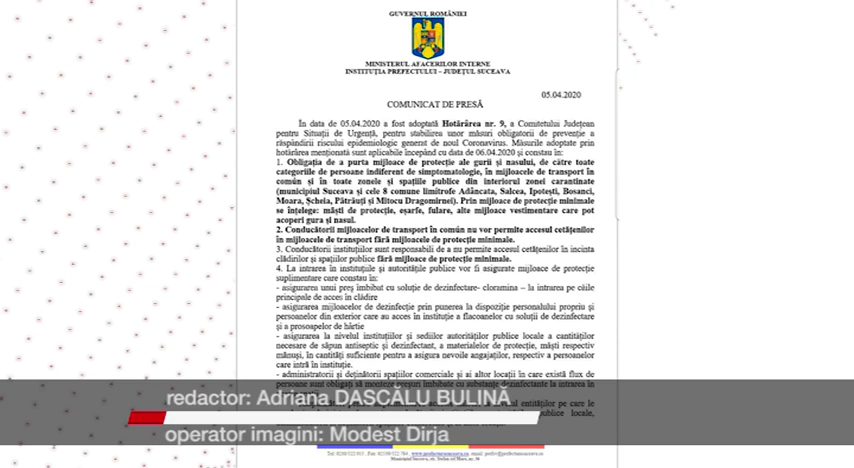 GUVERNUL ROMÂNIEI
MINISTERUL AFACERILOR INTERNE
INSTITUȚIA PREFECTULUI – JUDEȚUL SUCEAVA
05.04.2020
COMUNICAT DE PRESĂ
În data de 05.04.2020 a fost adoptată Hotărârea nr. 9, a Comitetului Județean
pentru Situații de Urgență, pentru stabilirea unor măsuri obligatorii de prevenție a
răspândirii riscului epidemiologic generat de noul Coronavirus. Măsurile adoptate prin
hotărârea menționată sunt aplicabile începând cu data de 06.04.2020 și constau în:
1. Obligația de a purta mijloace de protecție ale gurii și nasului, de către toate
categoriile de persoane indiferent de simptomatologie, în mijloacele de transport în
comun și în toate zonele și spațiile publice din interiorul zonei carantinate
(municipiul Suceava și cele 8 comune limitrofe Adâncata, Salcea, Ipotești, Bosanci,
Moara, Șcheia, Pătrăuți și Mitocu Dragomirnei). Prin mijloace de protecție minimale
se înțelege: măști de protecție, eșarfe, fulare, alte mijloace vestimentare care pot
acoperi gura și nasul.
2. Conducătorii mijloacelor de transport în comun nu vor permite accesul cetățenilor
în mijloacele de transport fără mijloacele de protecție minimale.
3. Conducătorii instituțiilor sunt responsabili de a nu permite accesul cetățenilor în incinta
clădirilor și spațiilor publice fără mijloace de protecție minimale.
4. La intrarea în instituțiile și autoritățile publice vor fi asigurate mijloace de protecție
suplimentare care constau în:
- asigurarea unui preș îmbibat cu soluție de dezinfectare- cloramina – la intrarea pe căile
principale de acces în clădire
- asigurarea mijloacelor de dezinfecție prin punerea la dispoziție personalului propriu și
persoanelor din exterior care au acces în instituție a flacoanelor cu soluții de dezinfectare
și a prosoapelor de hârtie
- asigurarea la nivelul instituțiilor și sediilor autorităților publice locale a cantităților
necesare de săpun antiseptic și dezinfectant, a materialelor de protecție, măști respectiv
mănuși, în cantități suficiente pentru a asigura nevoile angajaților, respectiv a persoanelor
care intră în instituție.
- administratorii și deținătorii spațiilor comerciale și ai altor locații în care există flux de
persoane sunt obligați să monteze preșuri îmbibate cu substanțe dezinfectante la intrarea în
redactor: Adriana DASCĂLU BULINĂ
operator imagini: Modest Dirja